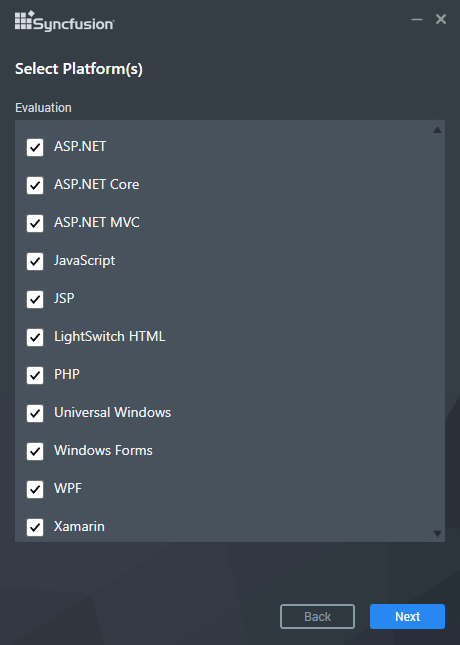 Syncfusion
Select Platform(s)
Evaluation
ASP.NET
ASP.NET Core
ASP.NET MVC
JavaScript
JSP
LightSwitch HTML
PHP
Universal Windows
Windows Forms
WPF
Xamarin
Back
Next